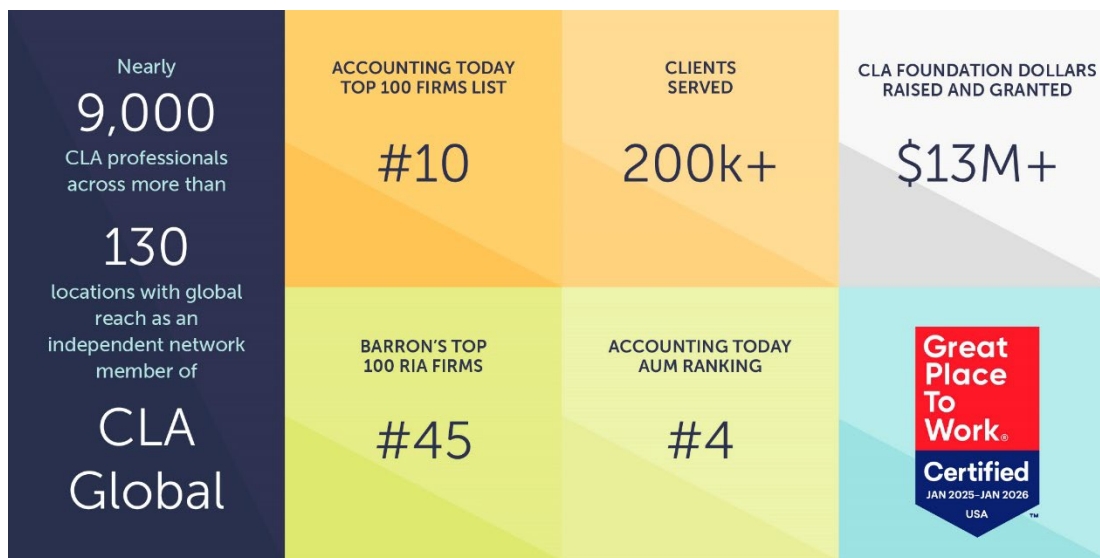 Nearly
9,000
CLA professionals
across more than
130
locations with global
reach as an
independent network
member of
CLA
Global
ACCOUNTING TODAY
TOP 100 FIRMS LIST
#10
CLIENTS
SERVED
200k+
CLA FOUNDATION DOLLARS
RAISED AND GRANTED
$13M+
BARRON'S TOP
100 RIA FIRMS
#45
ACCOUNTING TODAY
AUM RANKING
#4
Great
Place
To
Work®
Certified
JAN 2025–JAN 2026
USA
™